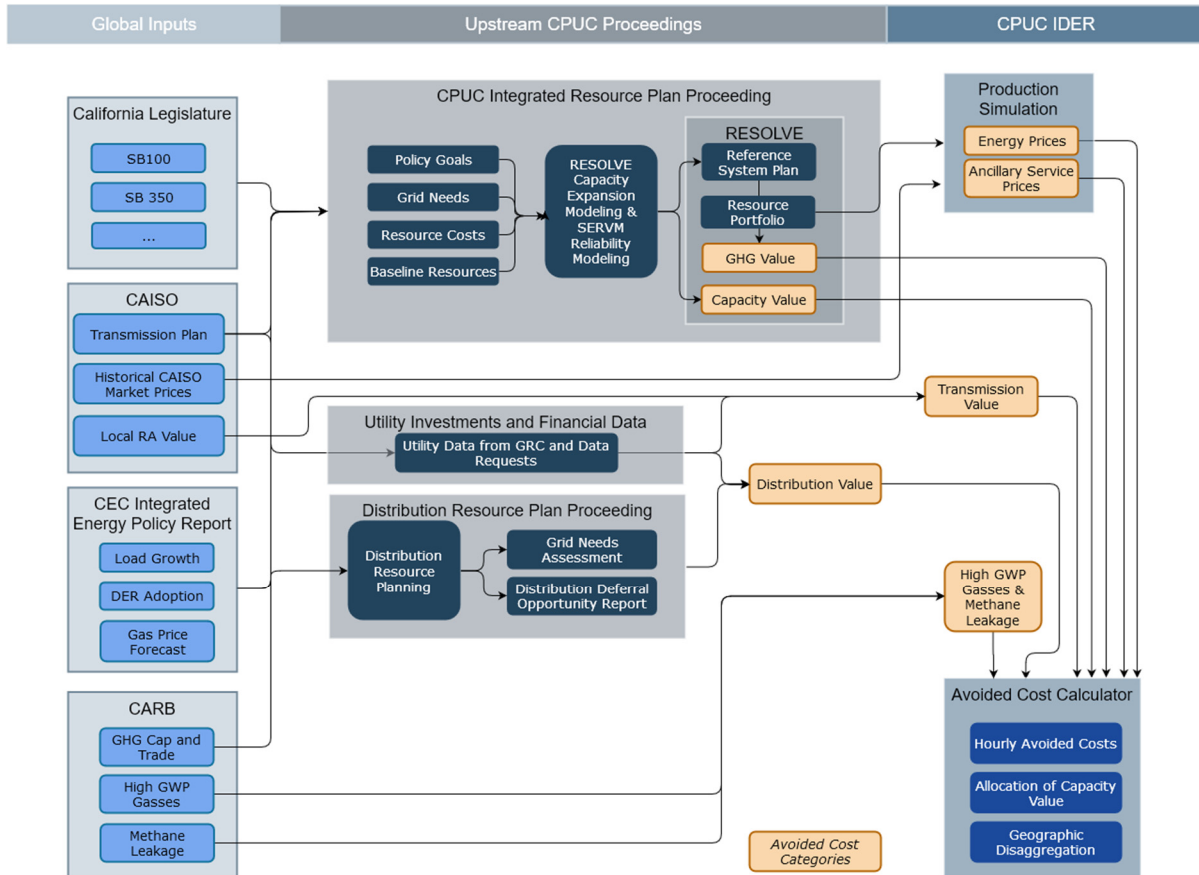 Global Inputs
Upstream CPUC Proceedings
CPUC IDER
California Legislature
SB100
SB 350
...
CAISO
Transmission Plan
Historical CAISO
Market Prices
Local RA Value
CEC Integrated
Energy Policy Report
Load Growth
DER Adoption
Gas Price
Forecast
CARB
GHG Cap and
Trade
High GWP
Gasses
Methane
Leakage
CPUC Integrated Resource Plan Proceeding
Policy Goals
Grid Needs
Resource Costs
Baseline Resources
RESOLVE
Capacity
Expansion
Modeling &
SERVM
Reliability
Modeling
RESOLVE
Reference
System Plan
Resource
Portfolio
GHG Value
Capacity Value
Utility Investments and Financial Data
Utility Data from GRC and Data
Requests
Distribution Resource Plan Proceeding
Distribution
Resource
Planning
Grid Needs
Assessment
Distribution Deferral
Opportunity Report
Production
Simulation
Energy Prices
Ancillary Service
Prices
Transmission
Value
Distribution Value
High GWP
Gasses &
Methane
Leakage
Avoided Cost Calculator
Hourly Avoided Costs
Allocation of Capacity
Value
Geographic
Disaggregation
Avoided Cost
Categories